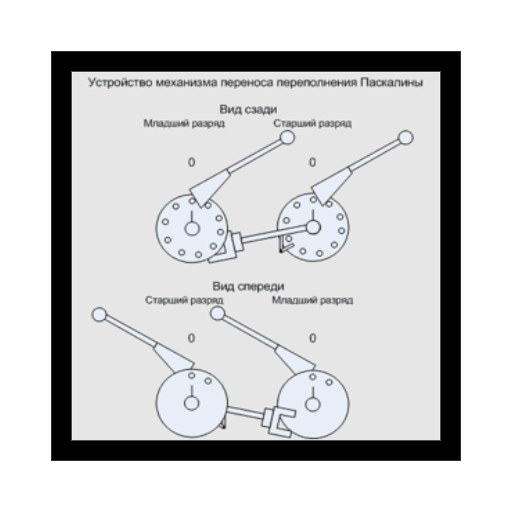 Устройство механизма переноса переполнения Паскалины
Вид сзади
Младший разряд Старший разряд
0 0
Вид спереди
Старший разряд Младший разряд
0 0